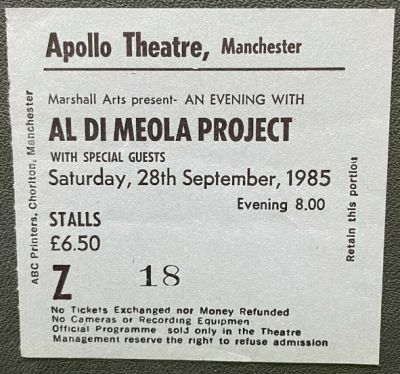 Apollo Theatre, Manchester
Marshall Arts present- AN EVENING WITH
AL DI MEOLA PROJECT
WITH SPECIAL GUESTS
Saturday, 28th September, 1985
Evening 8.00
STALLS
£6.50
Z 18
No Tickets Exchanged nor Money Refunded
No Cameras or Recording Equipmen
Official Programme sold only in the Theatre
Management reserve the right to refuse admission
ABC Printers, Chorlton, Manchester
Retain this portion